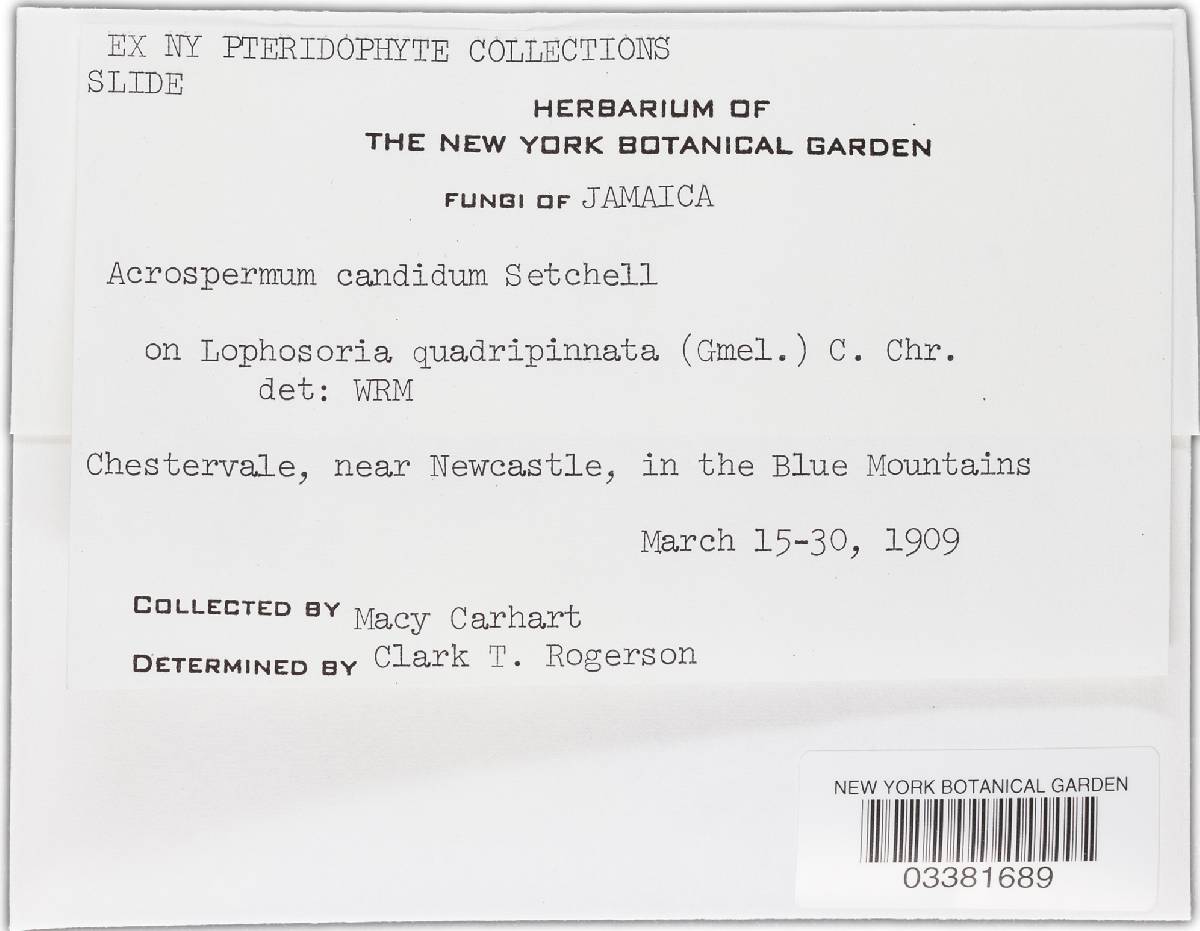 EX NY PTERIDOPHYTE COLLECTIONS
SLIDE
HERBARIUM OF
THE NEW YORK BOTANICAL GARDEN
FUNGI OF JAMAICA
Acrospermum candidum Setchell
on Lophosoria quadripinnata (Gmel.) C. Chr.
det: WRM
Chestervale, near Newcastle, in the Blue Mountains
March 15-30, 1909
COLLECTED BY Macy Carhart
DETERMINED BY Clark T. Rogerson
NEW YORK BOTANICAL GARDEN
03381689